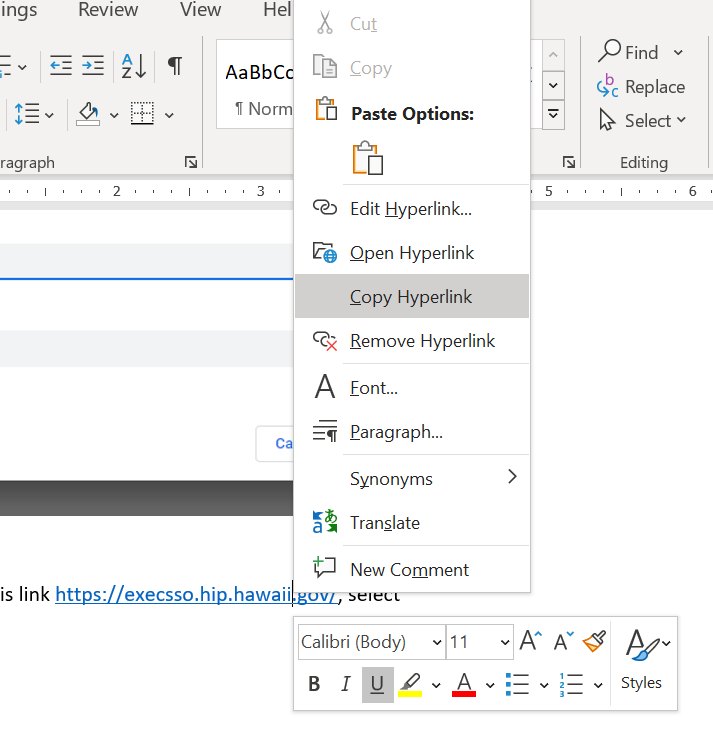 ings Review View Hel
AaBbCc
¶ Norm
Find
Replace
Select
ragraph
Editing
2 3 5 6
Cut
Copy
Paste Options:
Edit Hyperlink...
Open Hyperlink
Copy Hyperlink
Remove Hyperlink
Font...
Paragraph...
Synonyms
Translate
New Comment
Ca
is link https://execsso.hip.hawaii.gov/, select
Calibri (Body) 11 A A
B I U A Styles